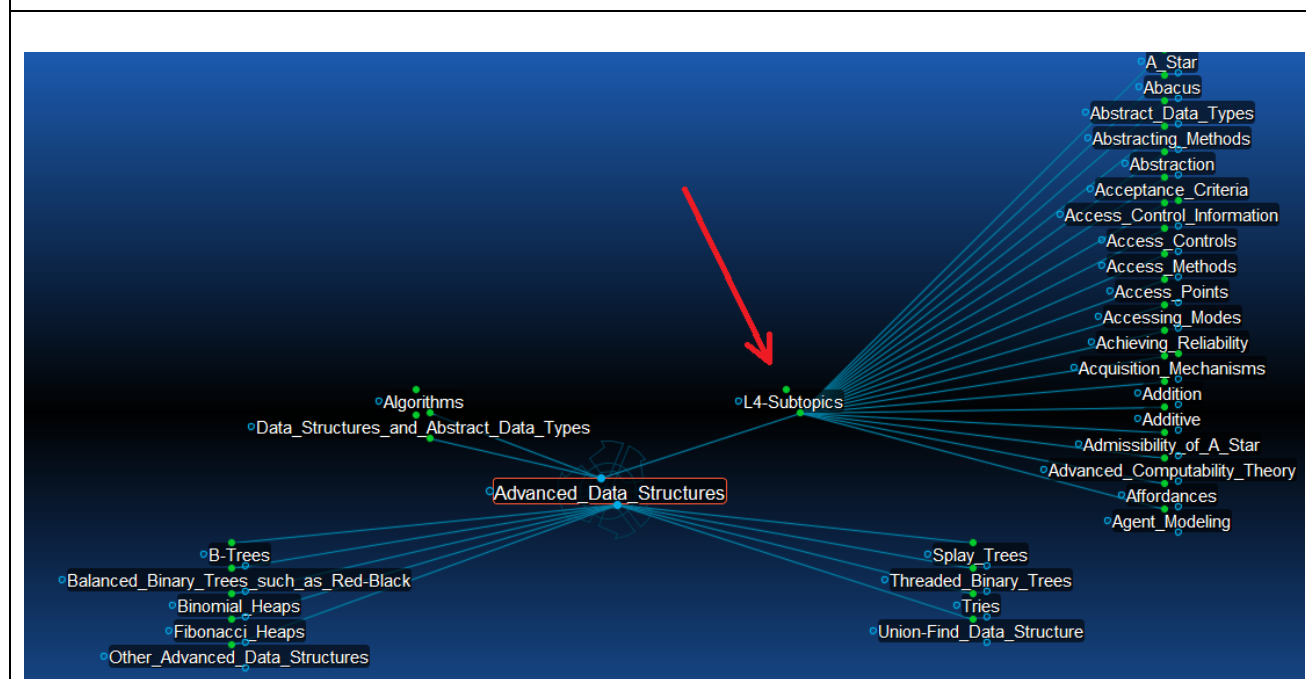 A_Star
Abacus
Abstract_Data_Types
Abstracting_Methods
Abstraction
Acceptance_Criteria
Access_Control_Information
Access_Controls
Access_Methods
Access_Points
Accessing_Modes
Achieving_Reliability
Acquisition_Mechanisms
Addition
Additive
Admissibility_of_A_Star
Advanced_Computability_Theory
Affordances
Agent_Modeling
Algorithms
Data_Structures_and_Abstract_Data_Types
L4-Subtopics
Advanced_Data_Structures
B-Trees
Balanced_Binary_Trees_such_as_Red-Black
Binomial_Heaps
Fibonacci_Heaps
Other_Advanced_Data_Structures
Splay_Trees
Threaded_Binary_Trees
Tries
Union-Find_Data_Structure